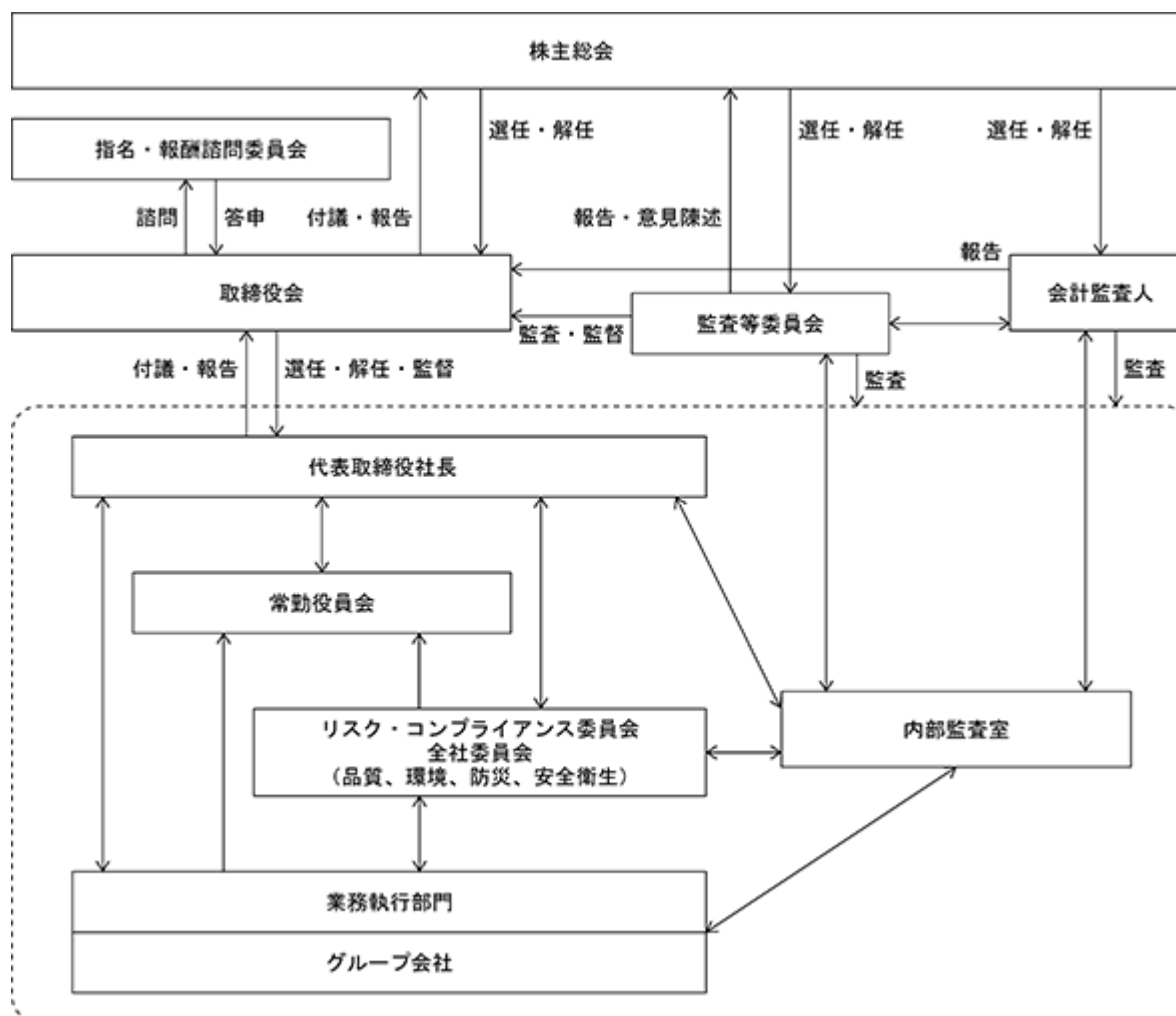 株主総会
選任・解任
選任・解任
選任・解任
指名・報酬諮問委員会
諮問
答申
付議・報告
報告・意見陳述
報告
取締役会
監査等委員会
会計監査人
監査・監督
付議・報告
選任・解任・監督
監査
監査
代表取締役社長
常勤役員会
リスク・コンプライアンス委員会
全社委員会
（品質、環境、防災、安全衛生）
内部監査室
業務執行部門
グループ会社